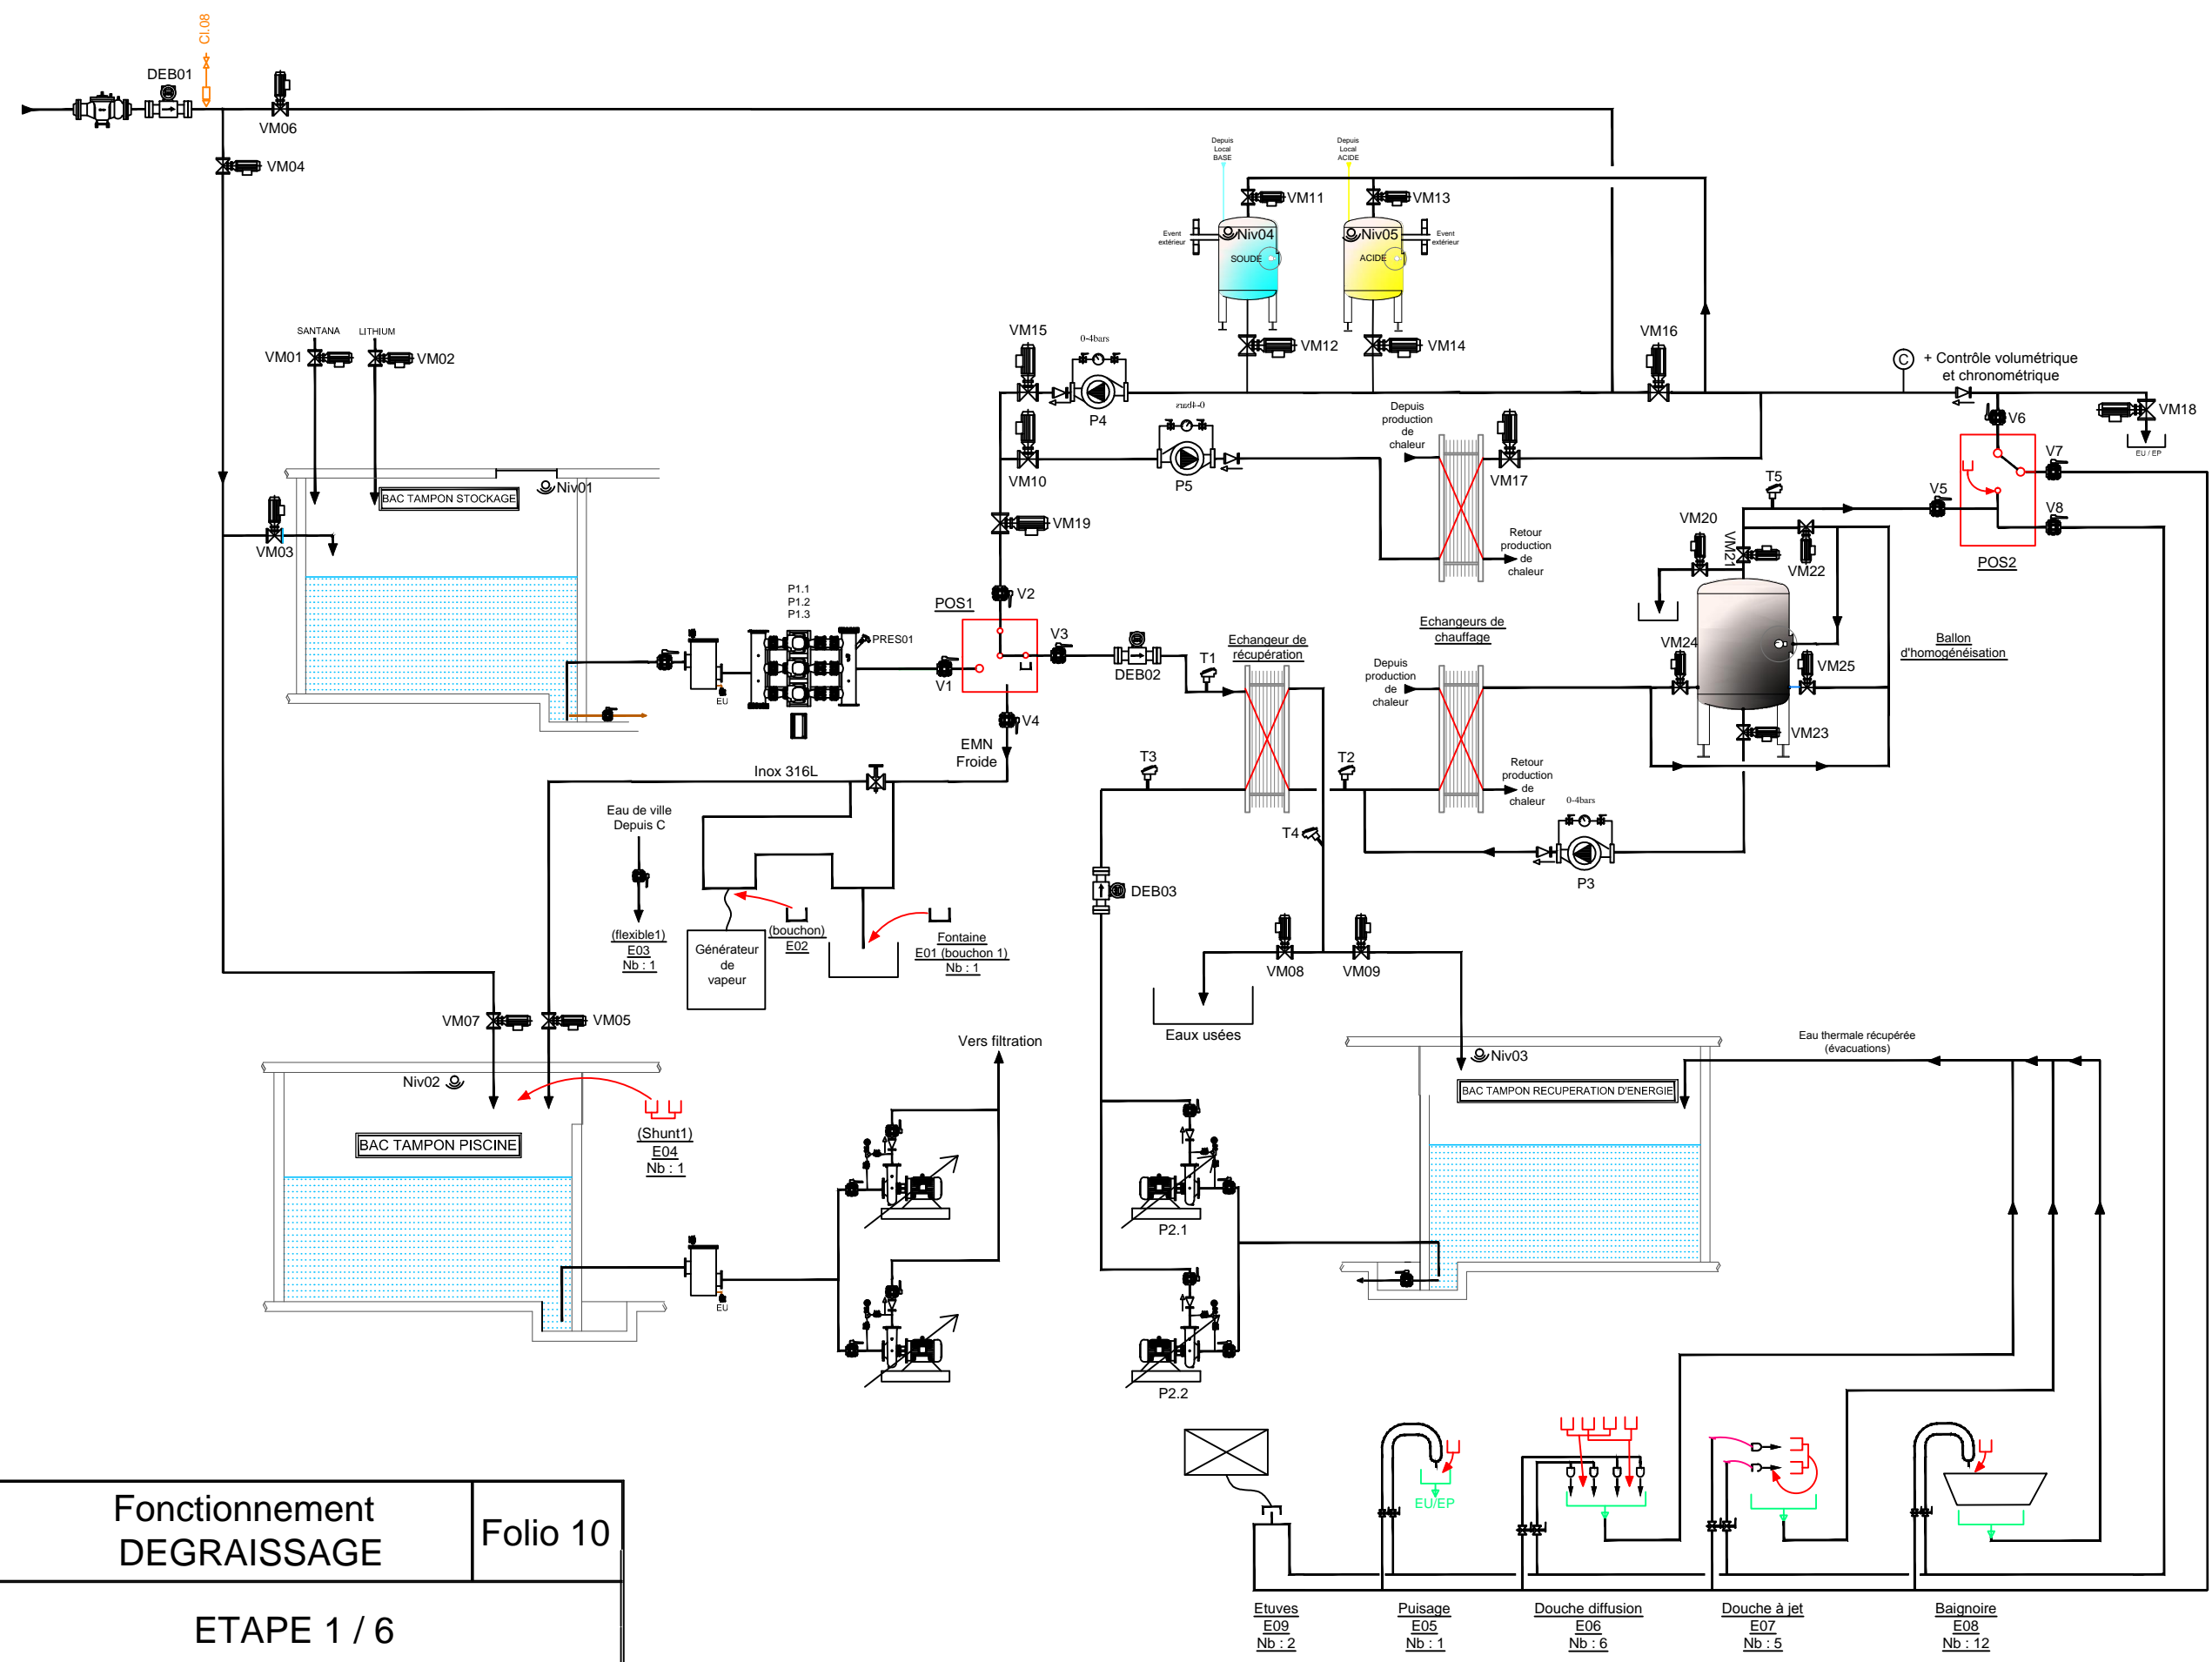 CI.08
DEB01
VM06
VM04
Depuis
Local
BASE
Depuis
Local
ACIDE
VM11
VM13
Event
extérieur
Niv04
SOUDE
Niv05
ACIDE
Event
extérieur
VM12
VM14
SANTANA
LITHIUM
VM01
VM02
VM15
0-4bars
P4
VM16
C
+ Contrôle volumétrique
et chronométrique
VM18
EU / EP
V6
0-4bars
Depuis
production
de
chaleur
VM10
P5
VM17
V7
T5
V5
V8
POS2
BAC TAMPON STOCKAGE
Niv01
VM03
VM19
Retour
production
de
chaleur
VM20
VM21
VM22
P1.1
P1.2
P1.3
PRES01
EU
V1
POS1
V2
V3
V4
DEB02
T1
Echangeur de
récupération
Echangeurs de
chauffage
Depuis
production
de
chaleur
VM24
VM25
Ballon
d'homogénéisation
VM23
EMN
Froide
Inox 316L
T3
T2
Retour
production
de
chaleur
T4
0-4bars
P3
Eau de ville
Depuis C
(flexible1)
E03
Nb : 1
Générateur
de
vapeur
(bouchon)
E02
Fontaine
E01 (bouchon 1)
Nb : 1
DEB03
VM08
VM09
Eaux usées
VM07
VM05
Vers filtration
Niv02
BAC TAMPON PISCINE
(Shunt1)
E04
Nb : 1
EU
Niv03
BAC TAMPON RECUPERATION D'ENERGIE
Eau thermale récupérée
(évacuations)
P2.1
P2.2
EU/EP
Etuves
E09
Nb : 2
Puisage
E05
Nb : 1
Douche diffusion
E06
Nb : 6
Douche à jet
E07
Nb : 5
Baignoire
E08
Nb : 12
Fonctionnement
DEGRAISSAGE
Folio 10
ETAPE 1 / 6